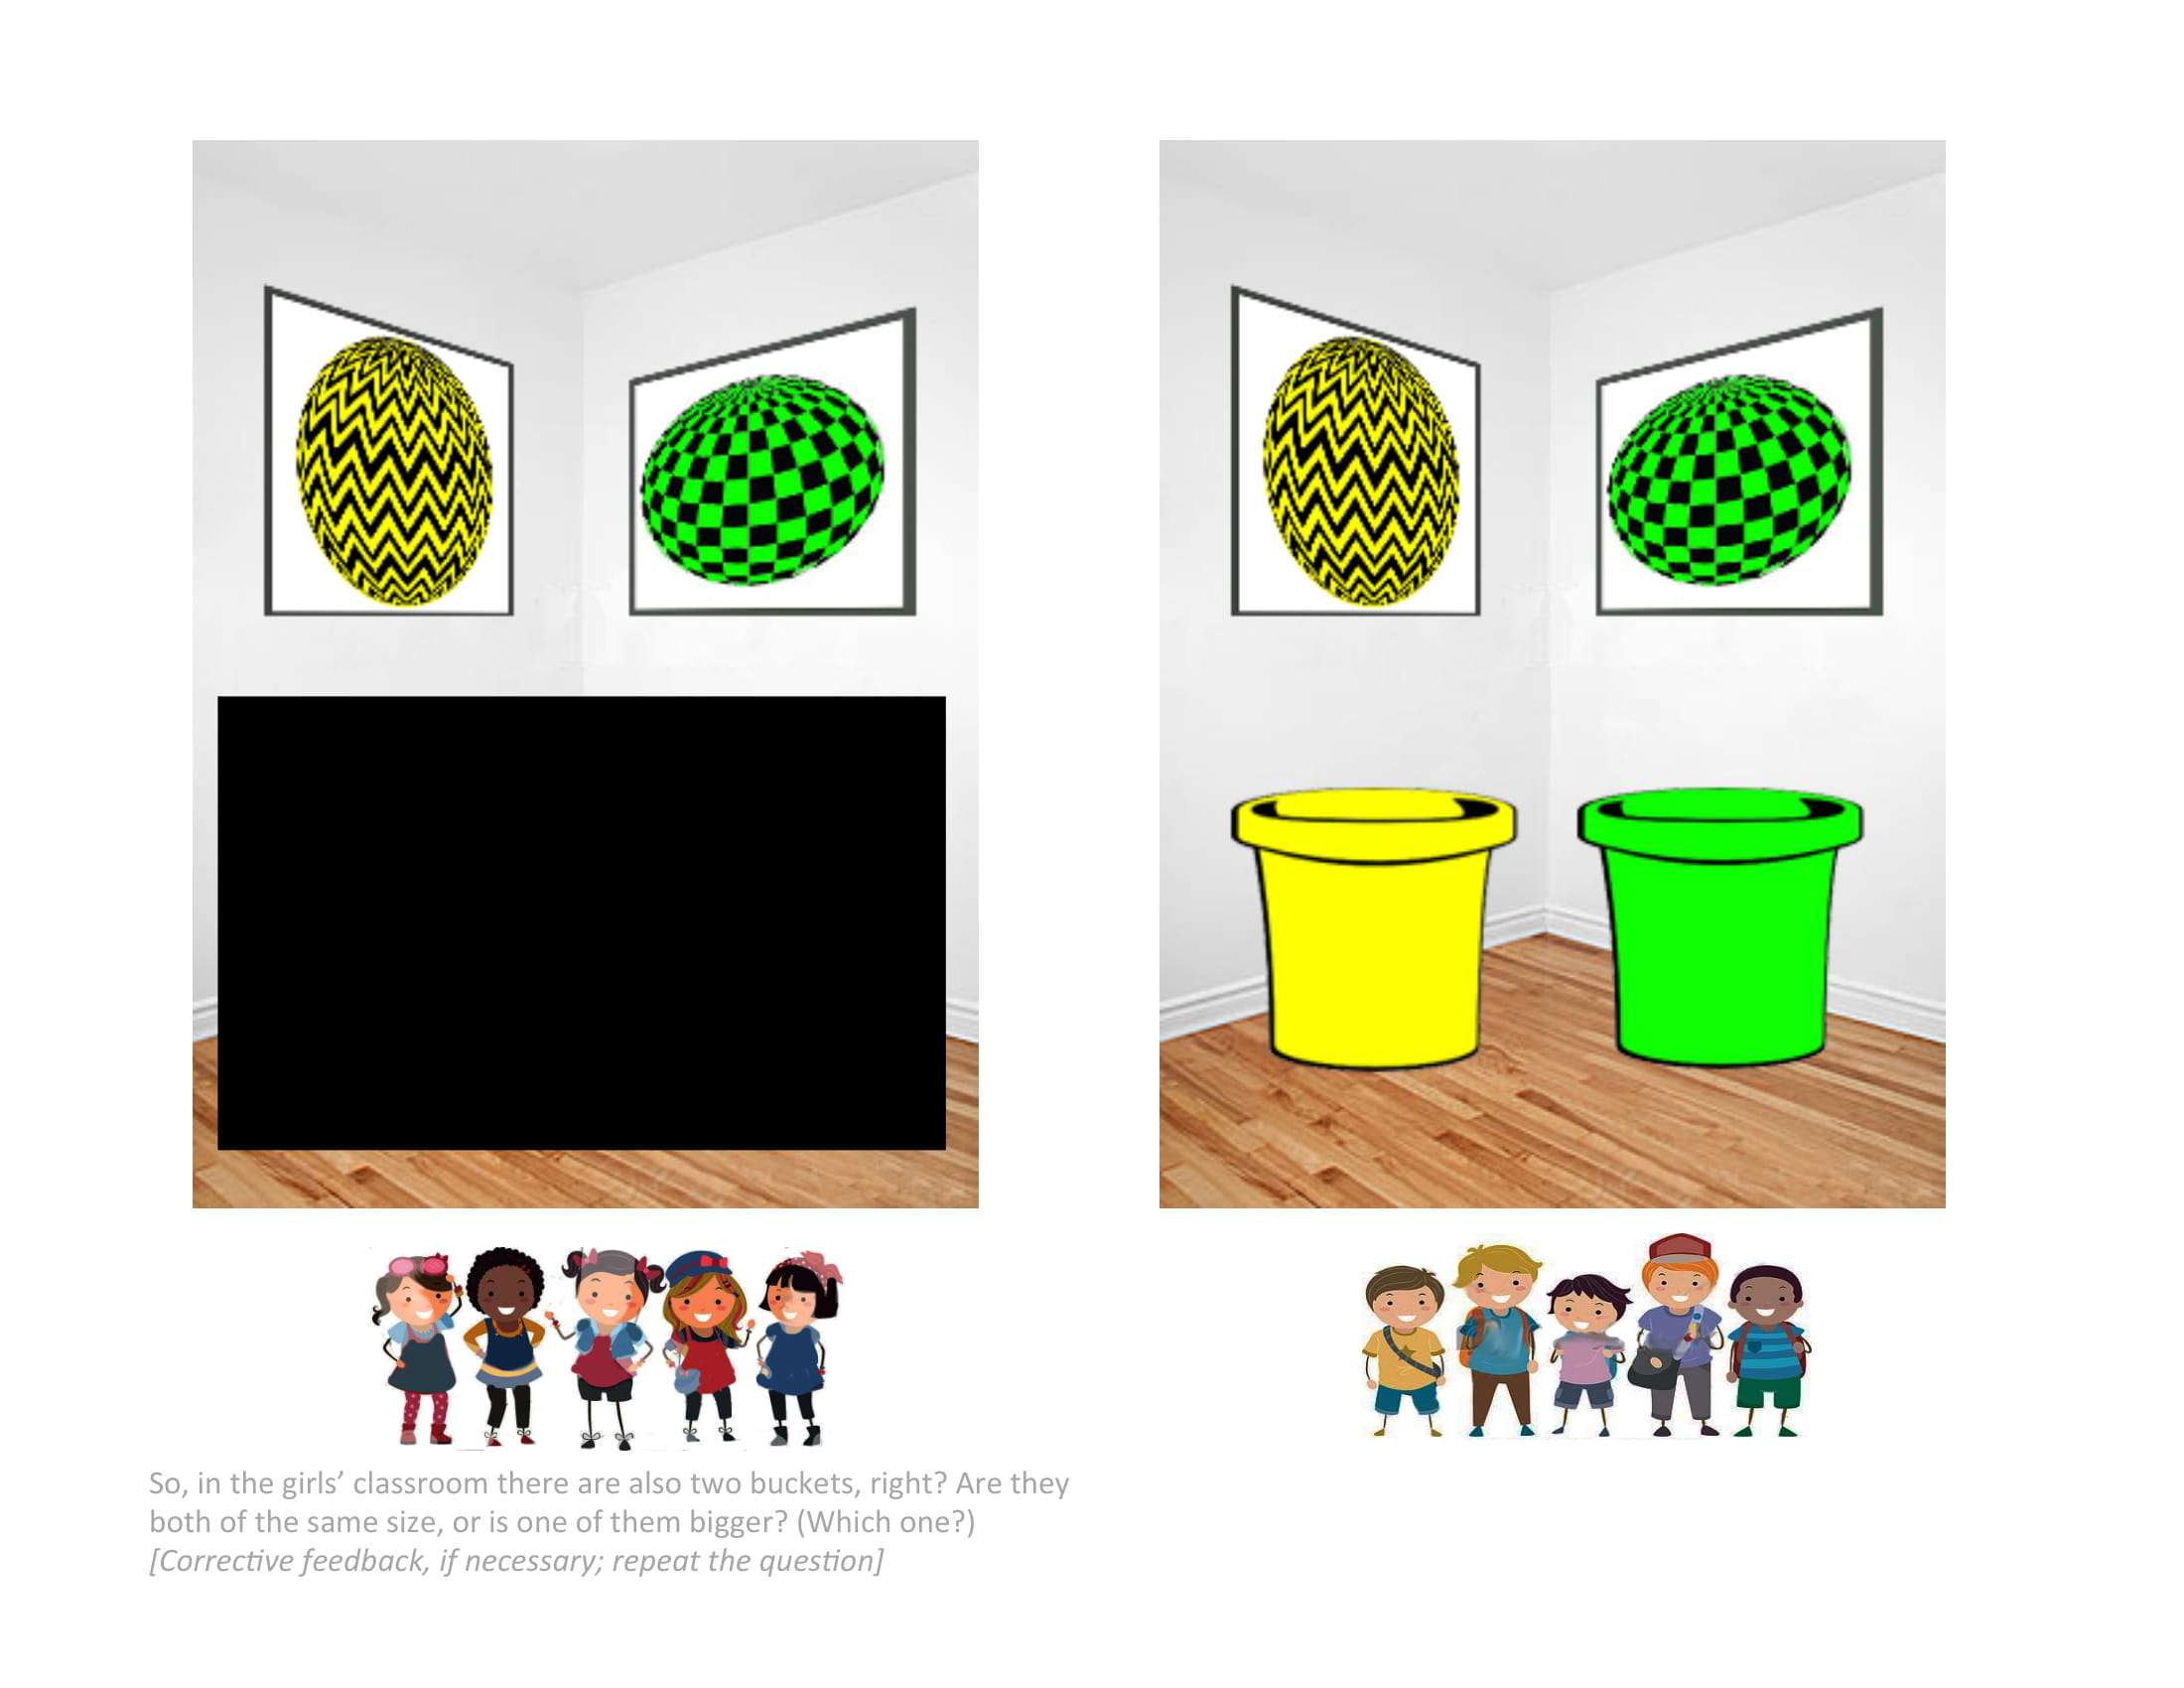 So, in the girls’ classroom there are also two buckets, right? Are they
both of the same size, or is one of them bigger? (Which one?)
[Corrective feedback, if necessary; repeat the question]